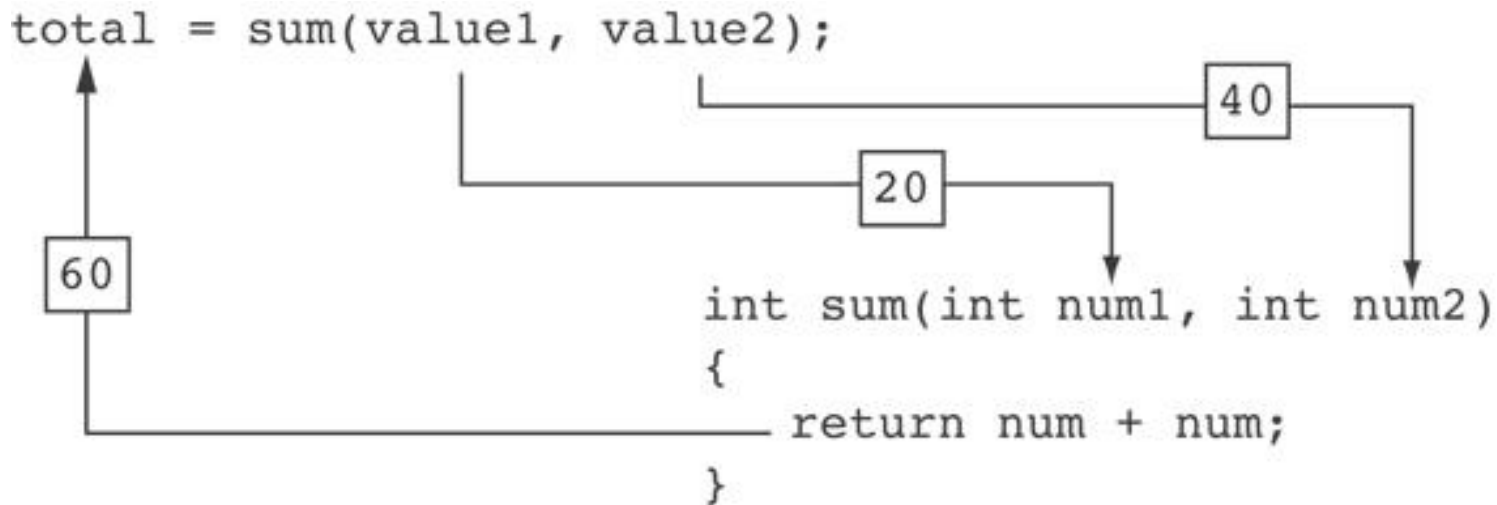 total = sum(value1, value2);
40
20
60
int sum(int num1, int num2)
{
return num + num;
}